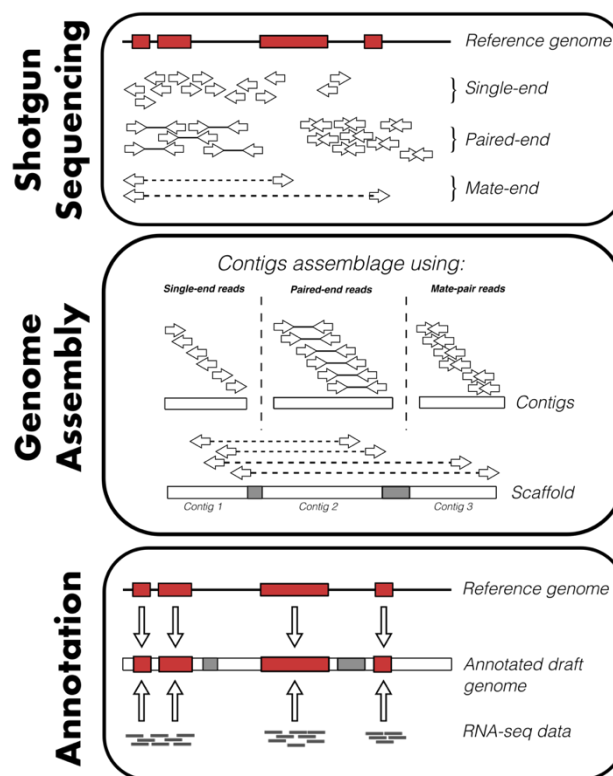 Shotgun
Sequencing
Reference genome
} Single-end
} Paired-end
} Mate-end
Genome
Assembly
Contigs assemblage using:
Single-end reads
Paired-end reads
Mate-pair reads
Contigs
Scaffold
Contig 1
Contig 2
Contig 3
Annotation
Reference genome
Annotated draft
genome
RNA-seq data